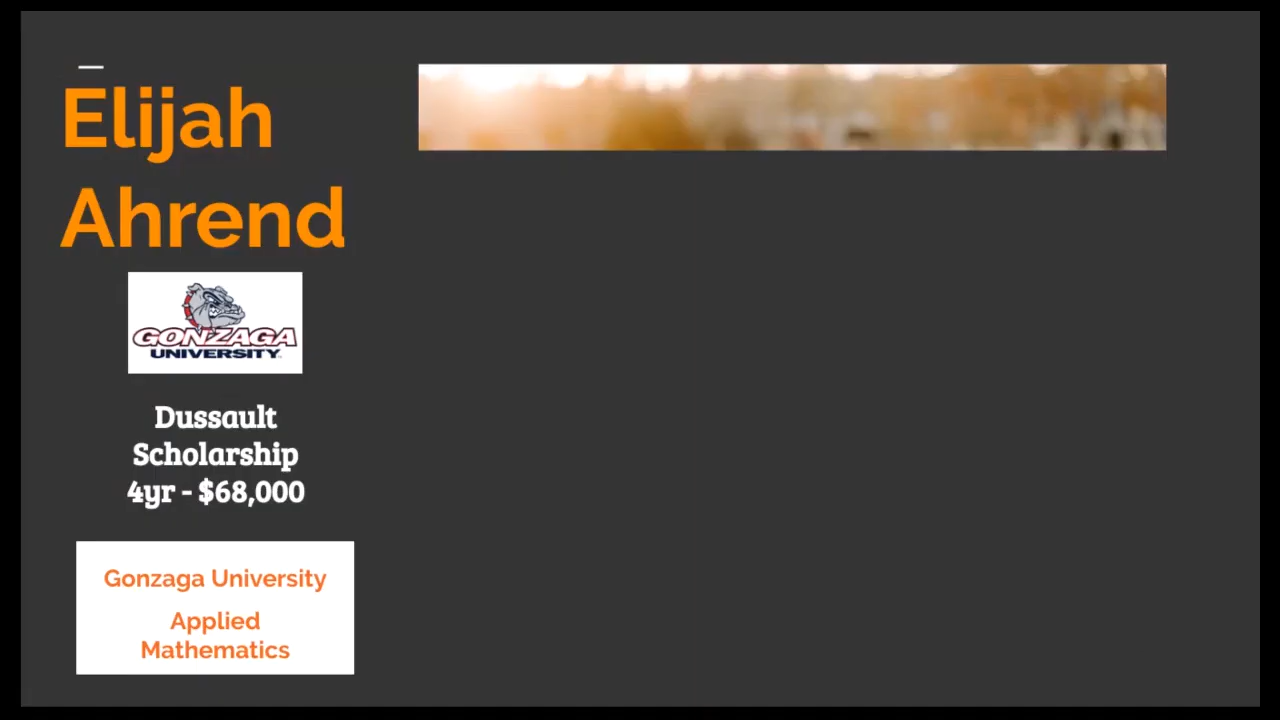 Elijah
Ahrend
GONZAGA
UNIVERSITY
Dussault
Scholarship
4yr - $68,000
Gonzaga University
Applied
Mathematics